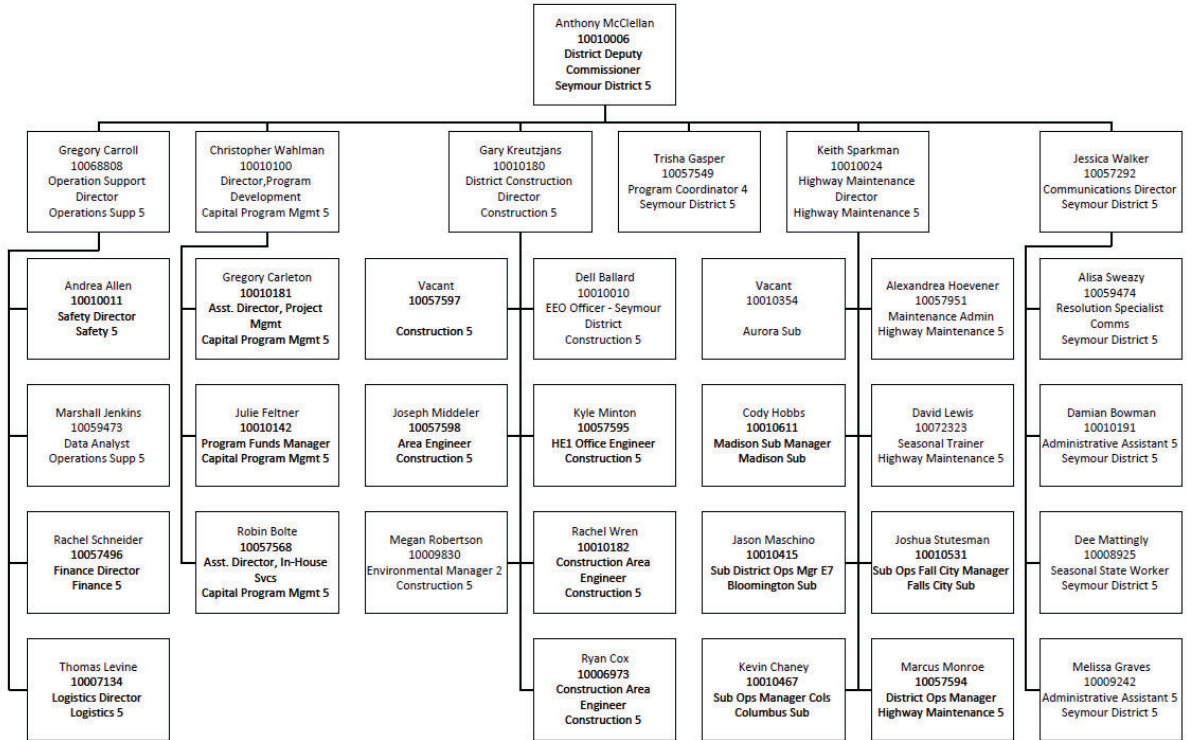 Anthony McClellan
10010006
District Deputy
Commissioner
Seymour District 5
Gregory Carroll
10068808
Operation Support
Director
Operations Supp 5
Christopher Wahlman
10010100
Director,Program
Development
Capital Program Mgmt 5
Gary Kreutzjans
10010180
District Construction
Director
Construction 5
Trisha Gasper
10057549
Program Coordinator 4
Seymour District 5
Keith Sparkman
10010024
Highway Maintenance
Director
Highway Maintenance 5
Jessica Walker
10057292
Communications Director
Seymour District 5
Andrea Allen
10010011
Safety Director
Safety 5
Gregory Carleton
10010181
Asst. Director, Project
Mgmt
Capital Program Mgmt 5
Vacant
10057597
Construction 5
Dell Ballard
10010010
EEO Officer - Seymour
District
Construction 5
Vacant
10010354
Aurora Sub
Alexandrea Hoevener
10057951
Maintenance Admin
Highway Maintenance 5
Alisa Sweazy
10059474
Resolution Specialist
Comms
Seymour District 5
Marshall Jenkins
10059473
Data Analyst
Operations Supp 5
Julie Feltner
10010142
Program Funds Manager
Capital Program Mgmt 5
Joseph Middeler
10057598
Area Engineer
Construction 5
Kyle Minton
10057595
HE1 Office Engineer
Construction 5
Cody Hobbs
10010611
Madison Sub Manager
Madison Sub
David Lewis
10072323
Seasonal Trainer
Highway Maintenance 5
Damian Bowman
10010191
Administrative Assistant 5
Seymour District 5
Rachel Schneider
10057496
Finance Director
Finance 5
Robin Bolte
10057568
Asst. Director, In-House
Svcs
Capital Program Mgmt 5
Megan Robertson
10009830
Environmental Manager 2
Construction 5
Rachel Wren
10010182
Construction Area
Engineer
Construction 5
Jason Maschino
10010415
Sub District Ops Mgr E7
Bloomington Sub
Joshua Stutesman
10010531
Sub Ops Fall City Manager
Falls City Sub
Dee Mattingly
10008925
Seasonal State Worker
Seymour District 5
Thomas Levine
10007134
Logistics Director
Logistics 5
Ryan Cox
10006973
Construction Area
Engineer
Construction 5
Kevin Chaney
10010467
Sub Ops Manager Cols
Columbus Sub
Marcus Monroe
10057594
District Ops Manager
Highway Maintenance 5
Melissa Graves
10009242
Administrative Assistant 5
Seymour District 5